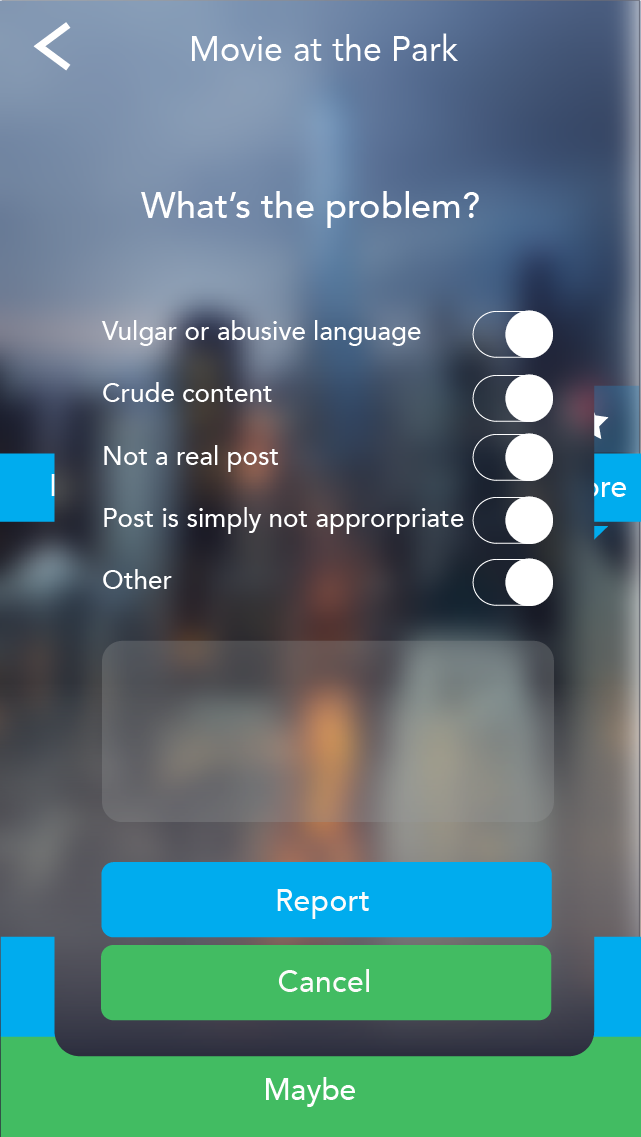 Movie at the Park
What's the problem?
Vulgar or abusive language
Crude content
Not a real post
Post is simply not approrpriate
Other
Report
Cancel
Maybe